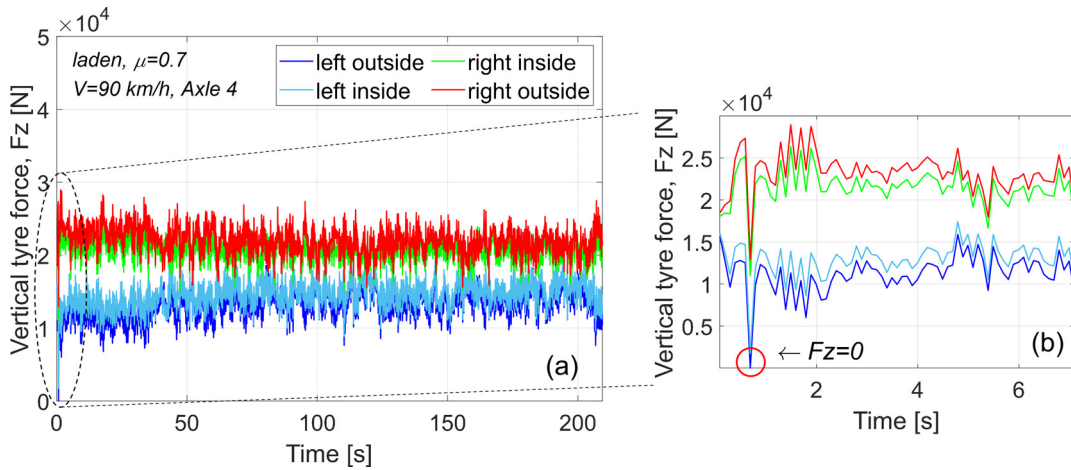 ×10⁴
5
4
3
2
1
0
Vertical tyre force, Fz [N]
laden, μ=0.7
V=90 km/h, Axle 4
left outside
right inside
left inside
right outside
(a)
0
50
100
150
200
Time [s]
×10⁴
2.5
2
1.5
1
0.5
Vertical tyre force, Fz [N]
← Fz=0
(b)
2
4
6
Time [s]